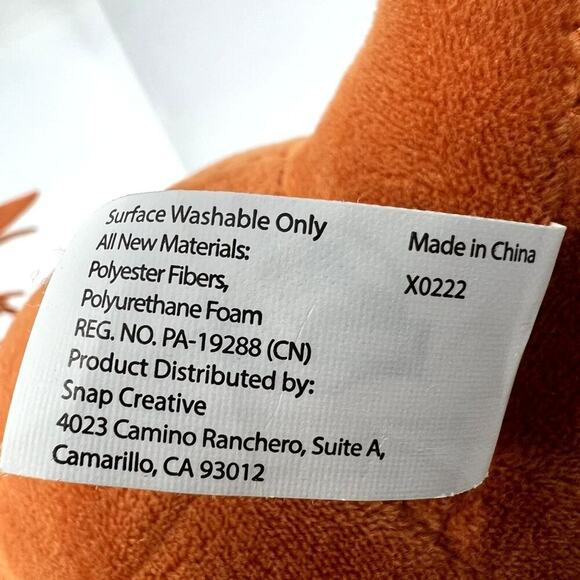 Surface Washable Only
All New Materials:
Polyester Fibers,
Polyurethane Foam
REG. NO. PA-19288 (CN)
Product Distributed by:
Snap Creative
4023 Camino Ranchero, Suite A,
Camarillo, CA 93012
Made in China
X0222